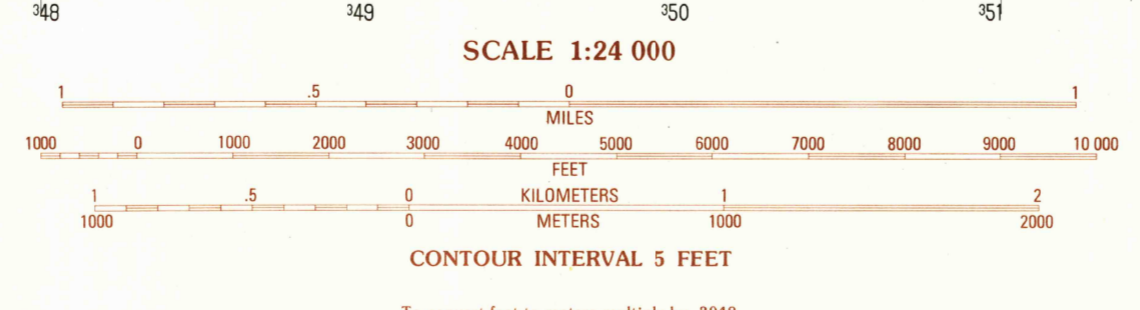 348 349 350 351
SCALE 1:24 000
1 .5 0 1
MILES
1000 0 1000 2000 3000 4000 5000 6000 7000 8000 9000 10 000
FEET
1 .5 0 KILOMETERS 1 2
1000 0 METERS 1000 2000
CONTOUR INTERVAL 5 FEET